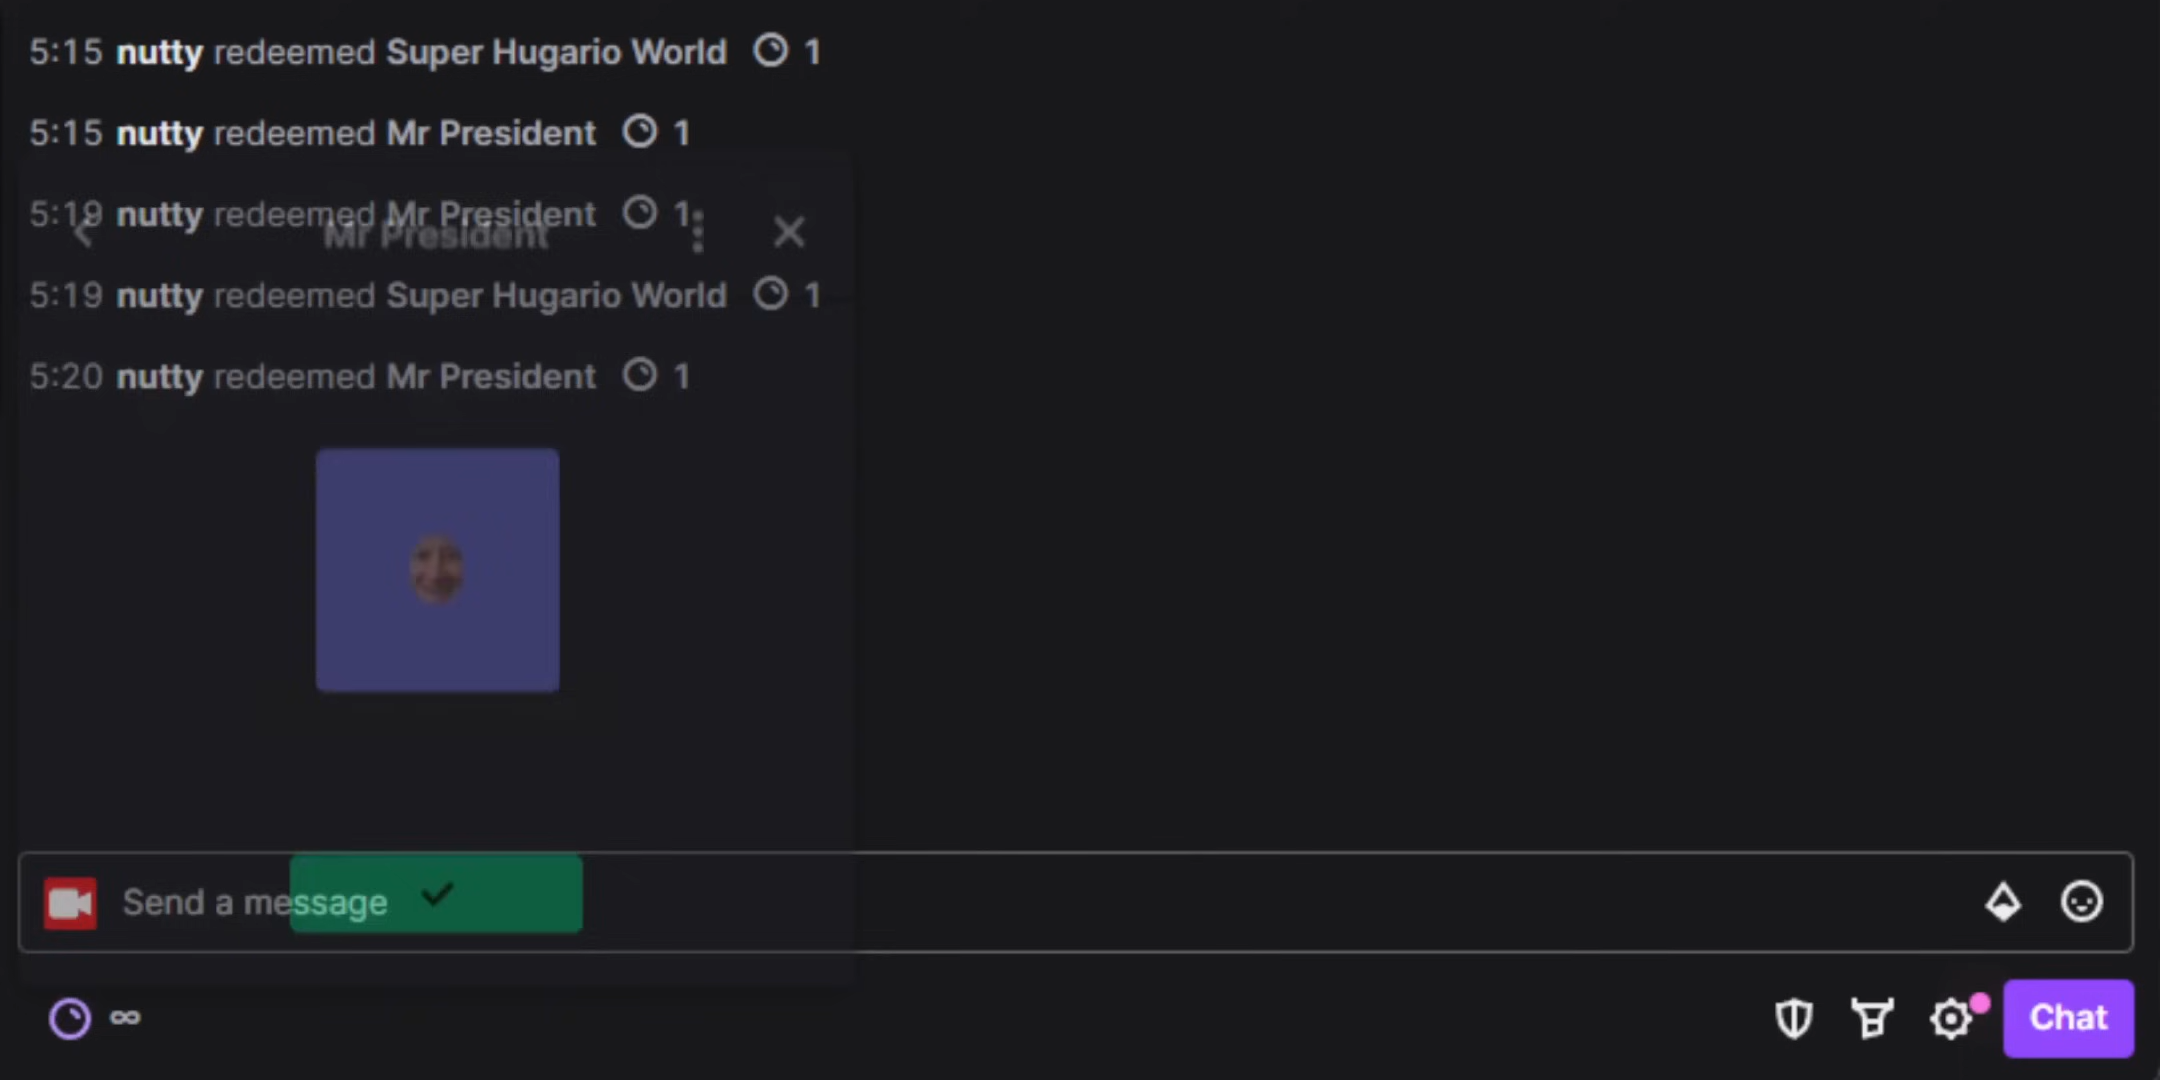 5:15 nutty redeemed Super Hugario World 1
5:15 nutty redeemed Mr President 1
5:19 nutty redeemed Mr President 1
Mr President
5:19 nutty redeemed Super Hugario World 1
5:20 nutty redeemed Mr President 1
Send a message
∞
Chat